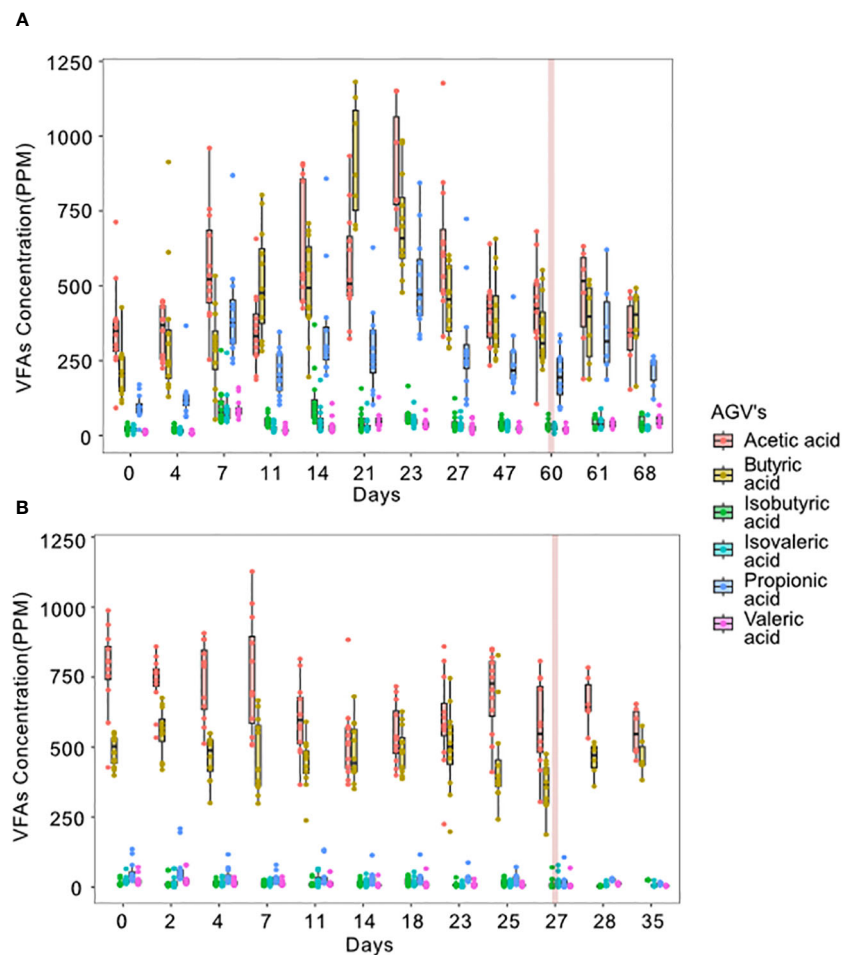 A
1250
1000
750
500
250
0
VFAs Concentration(PPM)
0 4 7 11 14 21 23 27 47 60 61 68
Days
B
1250
1000
750
500
250
0
VFAs Concentration(PPM)
0 2 4 7 11 14 18 23 25 27 28 35
Days
AGV's
Acetic acid
Butyric
acid
Isobutyric
acid
Isovaleric
acid
Propionic
acid
Valeric
acid